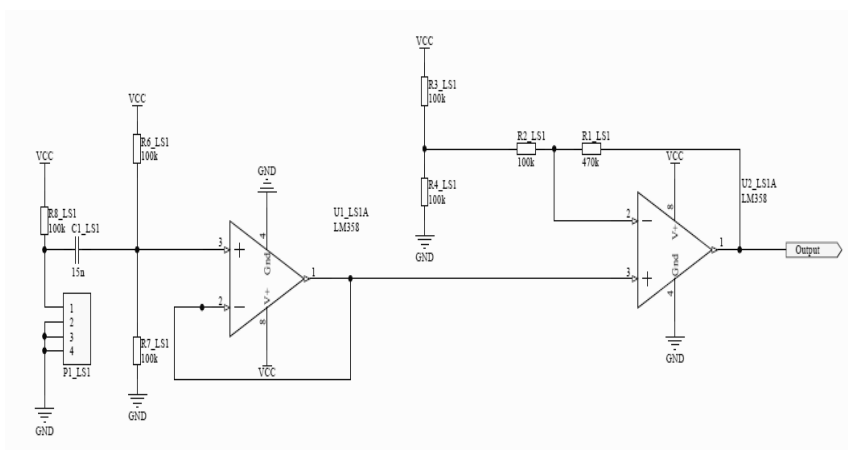 VCC
R3_LS1
100k
R2_LS1
100k
R1_LS1
470k
VCC
R6_LS1
100k
VCC
R8_LS1
100k
C1_LS1
15n
GND
4
U1_LS1A
LM358
3
+
Gnd
1
2
−
V+
8
VCC
R4_LS1
100k
GND
VCC
8
U2_LS1A
LM358
2
−
V+
1
Output
3
+
Gnd
4
GND
1
2
3
4
P1_LS1
GND
R7_LS1
100k
GND